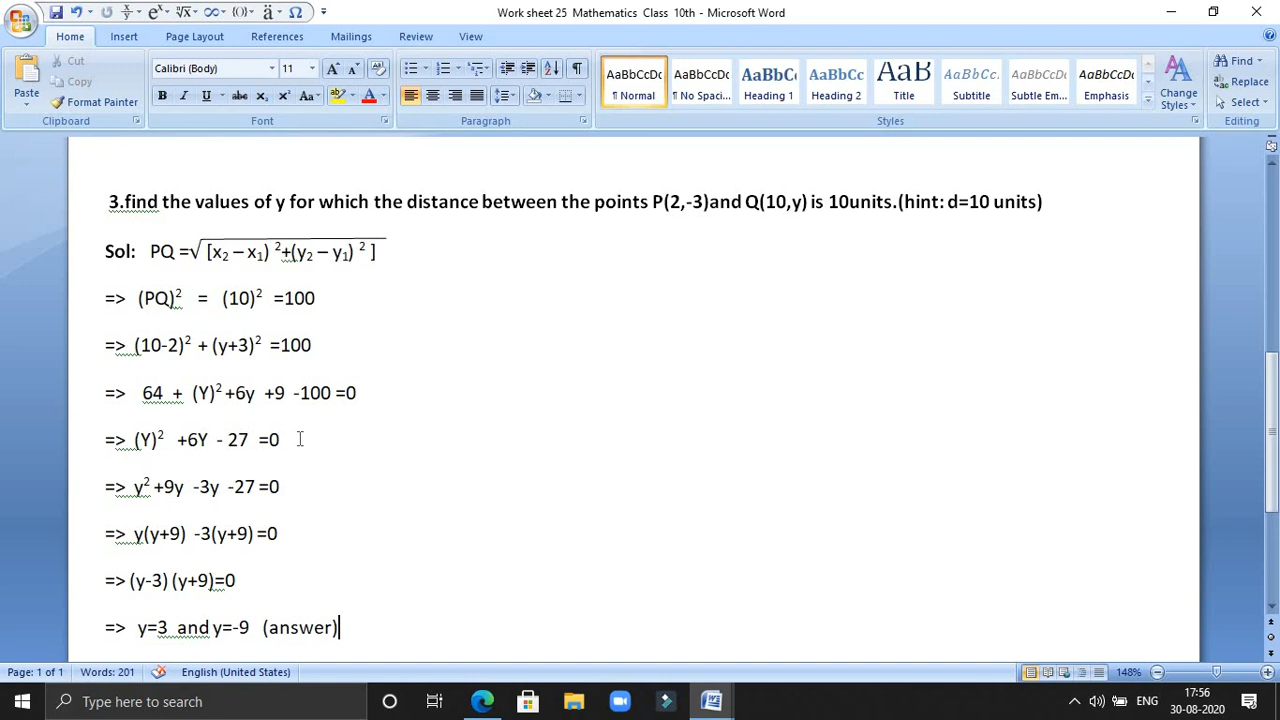 Work sheet 25 Mathematics Class 10th - Microsoft Word
Home Insert Page Layout References Mailings Review View
Paste
Cut
Copy
Format Painter
Clipboard
Calibri (Body) 11
Font
Paragraph
AaBbCcDc AaBbCcDc AaBbCc AaBbCc AaB AaBbCc. AaBbCcDc AaBbCcDc
¶ Normal ¶ No Spaci... Heading 1 Heading 2 Title Subtitle Subtle Em... Emphasis
Change Styles
Styles
Find
Replace
Select
Editing
3.find the values of y for which the distance between the points P(2,-3)and Q(10,y) is 10units.(hint: d=10 units)
Sol: PQ =√ [x₂ – x₁) ²+(y₂ – y₁) ² ]
=> (PQ)² = (10)² =100
=> (10-2)² + (y+3)² =100
=> 64 + (Y)² +6y +9 -100 =0
=> (Y)² +6Y - 27 =0
=> y² +9y -3y -27 =0
=> y(y+9) -3(y+9) =0
=> (y-3) (y+9)=0
=> y=3 and y=-9 (answer)
Page: 1 of 1 Words: 201 English (United States) 148%
Type here to search
ENG
17:56
30-08-2020